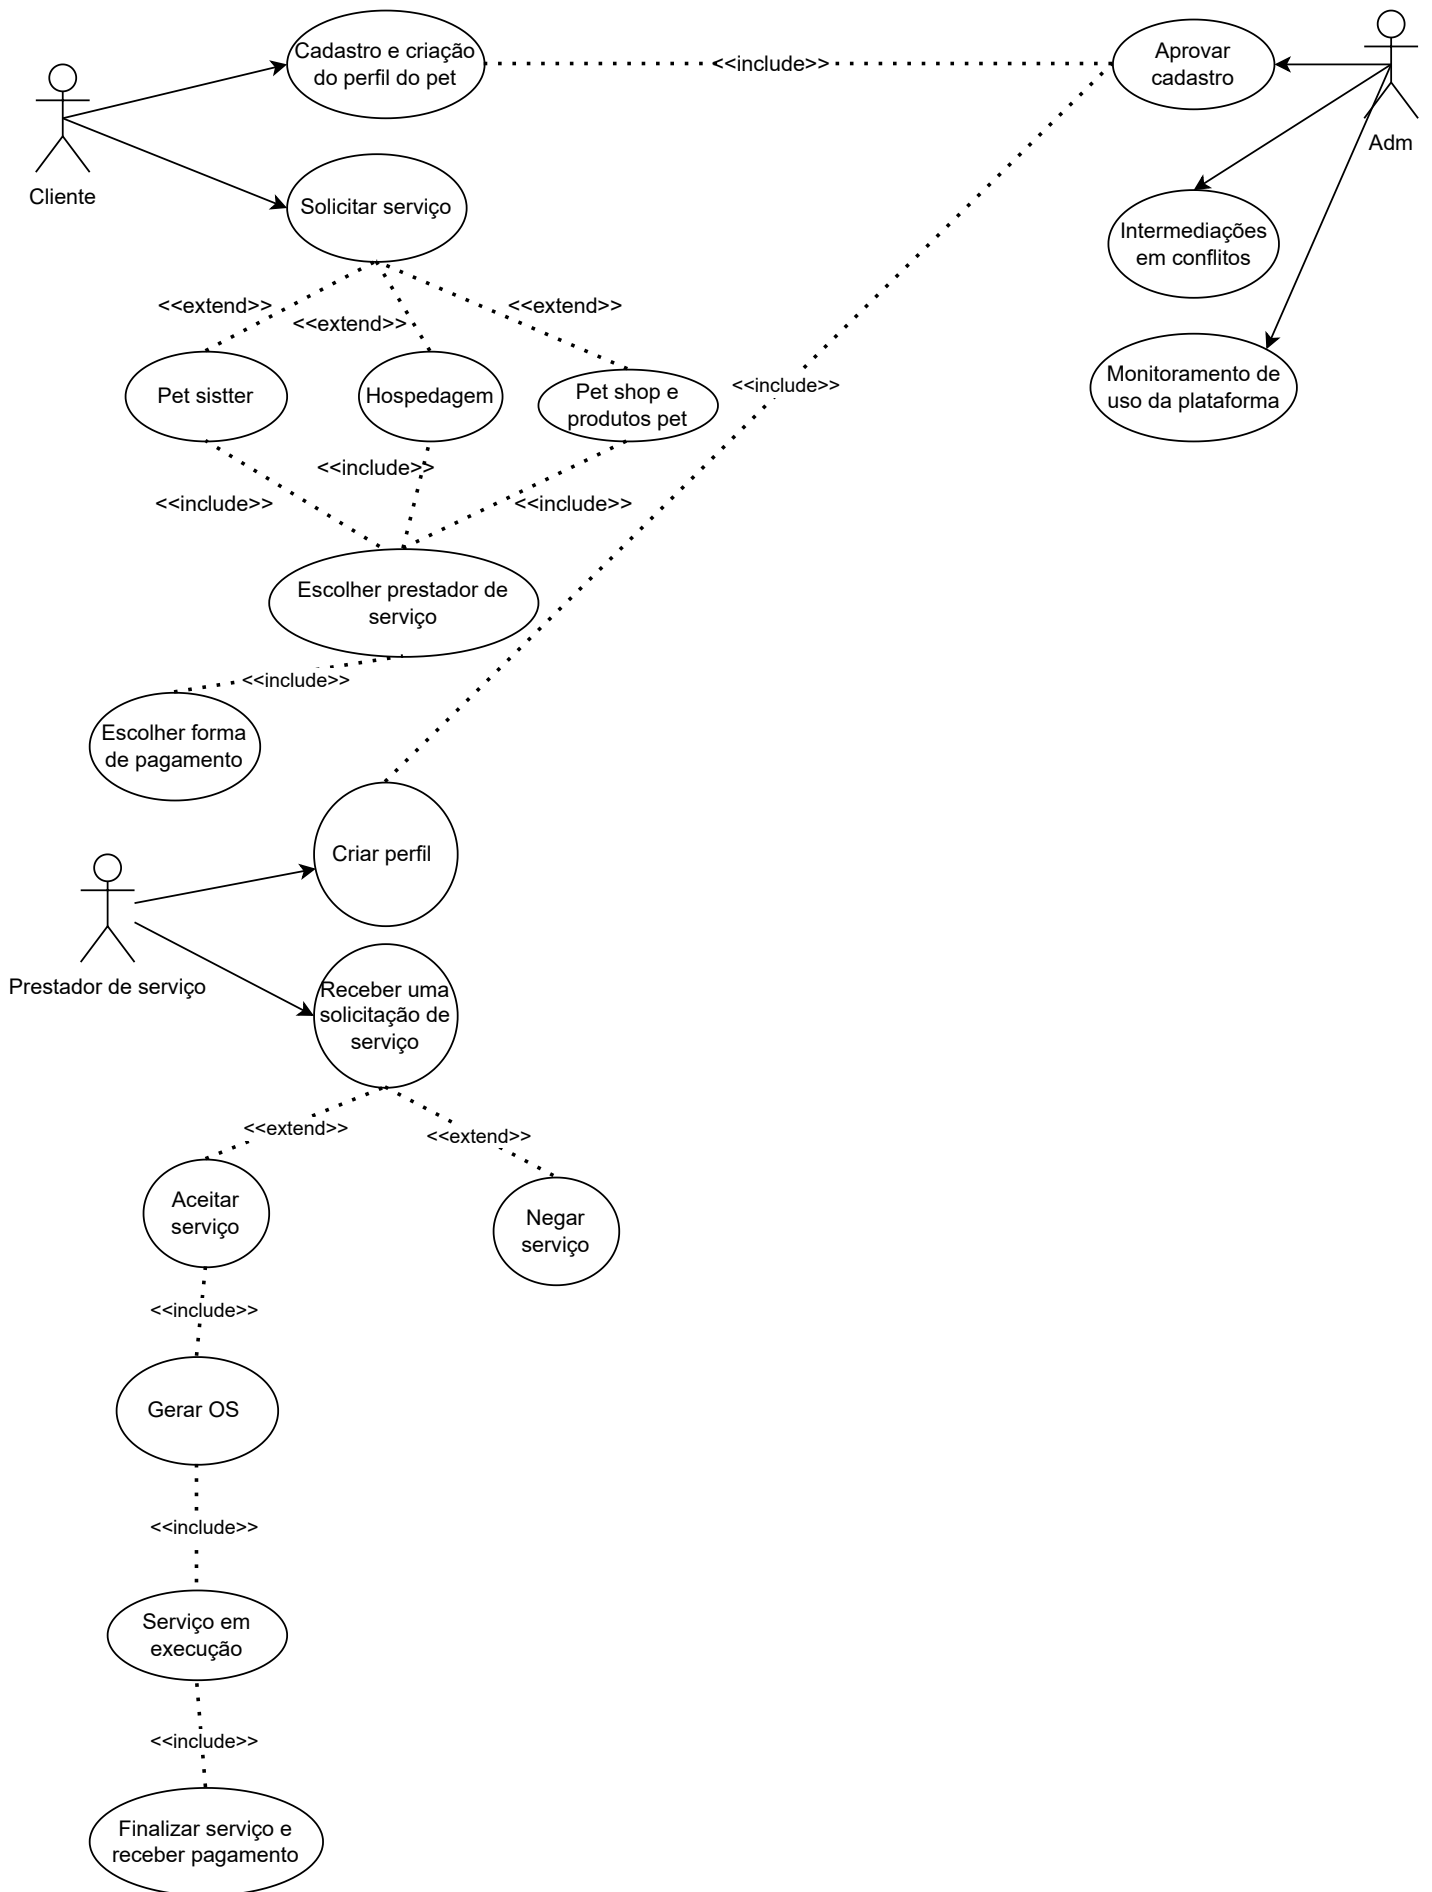 Cadastro e criação
do perfil do pet
<<include>>
Aprovar
cadastro
Adm
Cliente
Solicitar serviço
Intermediações
em conflitos
<<extend>>
<<extend>>
<<extend>>
Monitoramento de
uso da plataforma
<<include>>
Pet sistter
Hospedagem
Pet shop e
produtos pet
<<include>>
<<include>>
<<include>>
Escolher prestador de
serviço
<<include>>
Escolher forma
de pagamento
Criar perfil
Prestador de serviço
Receber uma
solicitação de
serviço
<<extend>>
<<extend>>
Aceitar
serviço
Negar
serviço
<<include>>
Gerar OS
<<include>>
Serviço em
execução
<<include>>
Finalizar serviço e
receber pagamento